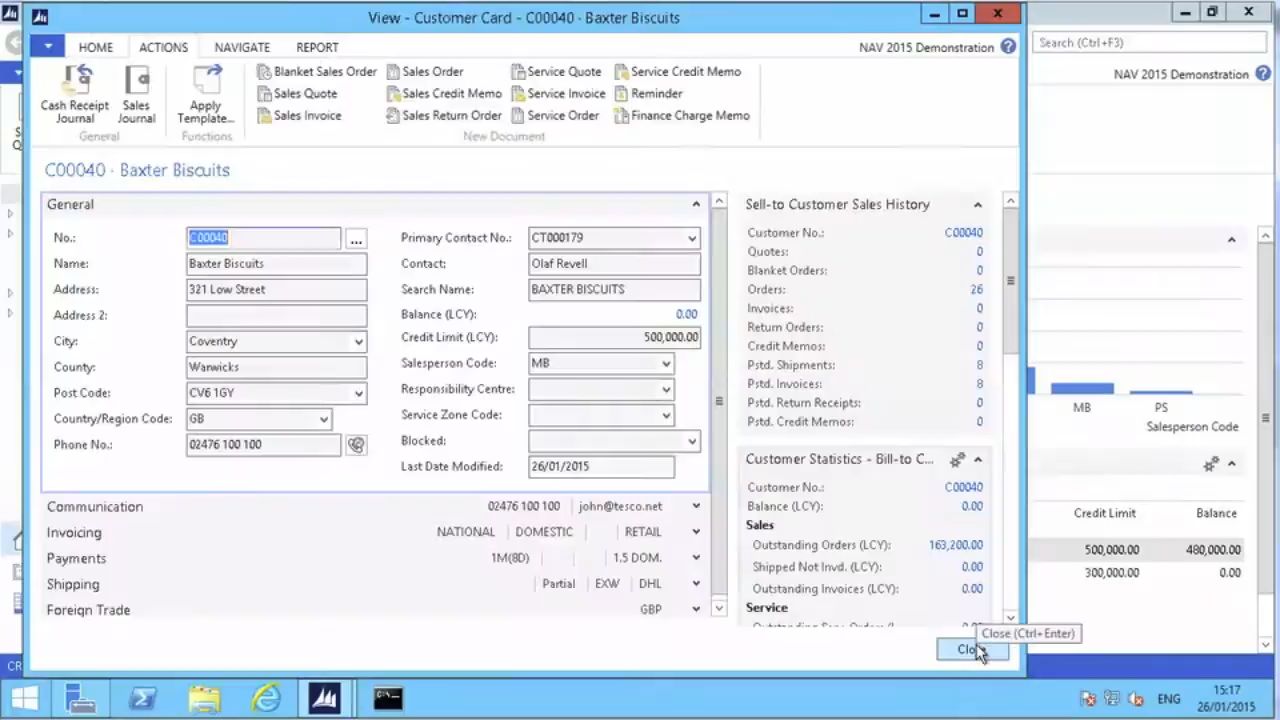 View - Customer Card - C00040 · Baxter Biscuits
HOME ACTIONS NAVIGATE REPORT
NAV 2015 Demonstration
Search (Ctrl+F3)
NAV 2015 Demonstration
Cash Receipt Journal
Sales Journal
General
Apply Template...
Functions
Blanket Sales Order
Sales Quote
Sales Invoice
Sales Order
Sales Credit Memo
Sales Return Order
Service Quote
Service Invoice
Service Order
Service Credit Memo
Reminder
Finance Charge Memo
New Document
C00040 · Baxter Biscuits
General
No.: C00040 ...
Name: Baxter Biscuits
Address: 321 Low Street
Address 2:
City: Coventry
County: Warwicks
Post Code: CV6 1GY
Country/Region Code: GB
Phone No.: 02476 100 100
Primary Contact No.: CT000179
Contact: Olaf Revell
Search Name: BAXTER BISCUITS
Balance (LCY): 0.00
Credit Limit (LCY): 500,000.00
Salesperson Code: MB
Responsibility Centre:
Service Zone Code:
Blocked:
Last Date Modified: 26/01/2015
Communication 02476 100 100 john@tesco.net
Invoicing NATIONAL DOMESTIC RETAIL
Payments 1M(8D) 1.5 DOM.
Shipping Partial EXW DHL
Foreign Trade GBP
Sell-to Customer Sales History
Customer No.: C00040
Quotes: 0
Blanket Orders: 0
Orders: 26
Invoices: 0
Return Orders: 0
Credit Memos: 0
Pstd. Shipments: 8
Pstd. Invoices: 8
Pstd. Return Receipts: 0
Pstd. Credit Memos: 0
Customer Statistics - Bill-to C...
Customer No.: C00040
Balance (LCY): 0.00
Sales
Outstanding Orders (LCY): 163,200.00
Shipped Not Invd. (LCY): 0.00
Outstanding Invoices (LCY): 0.00
Service
Close (Ctrl+Enter)
MB PS
Salesperson Code
Credit Limit Balance
500,000.00 480,000.00
300,000.00 0.00
ENG
15:17
26/01/2015